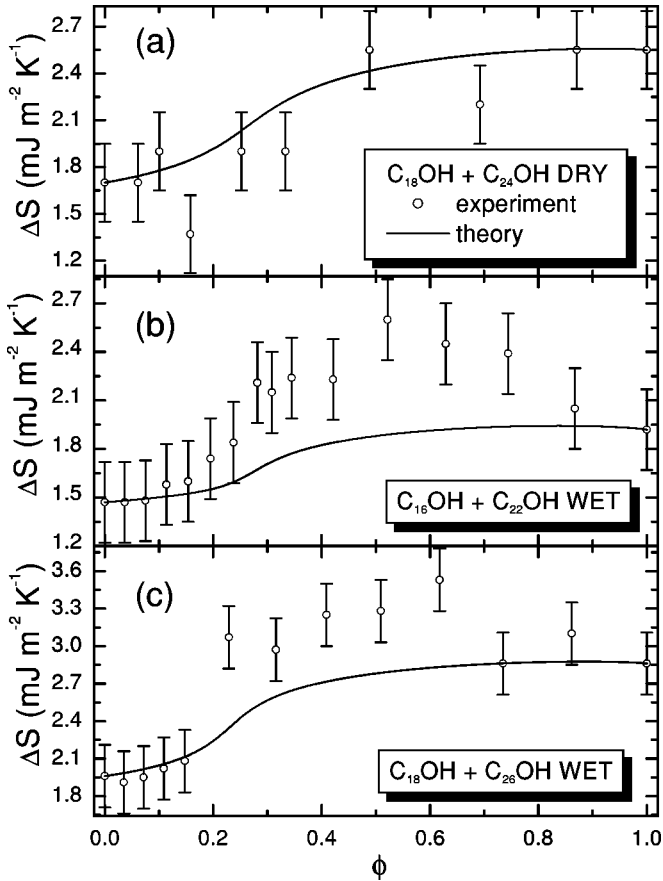 2.7
2.4
2.1
1.8
1.5
1.2
ΔS (mJ m⁻² K⁻¹)
(a)
C₁₈OH + C₂₄OH DRY
experiment
theory
2.7
2.4
2.1
1.8
1.5
1.2
ΔS (mJ m⁻² K⁻¹)
(b)
C₁₆OH + C₂₂OH WET
3.6
3.3
3.0
2.7
2.4
2.1
1.8
ΔS (mJ m⁻² K⁻¹)
(c)
C₁₈OH + C₂₆OH WET
0.0 0.2 0.4 0.6 0.8 1.0
ϕ